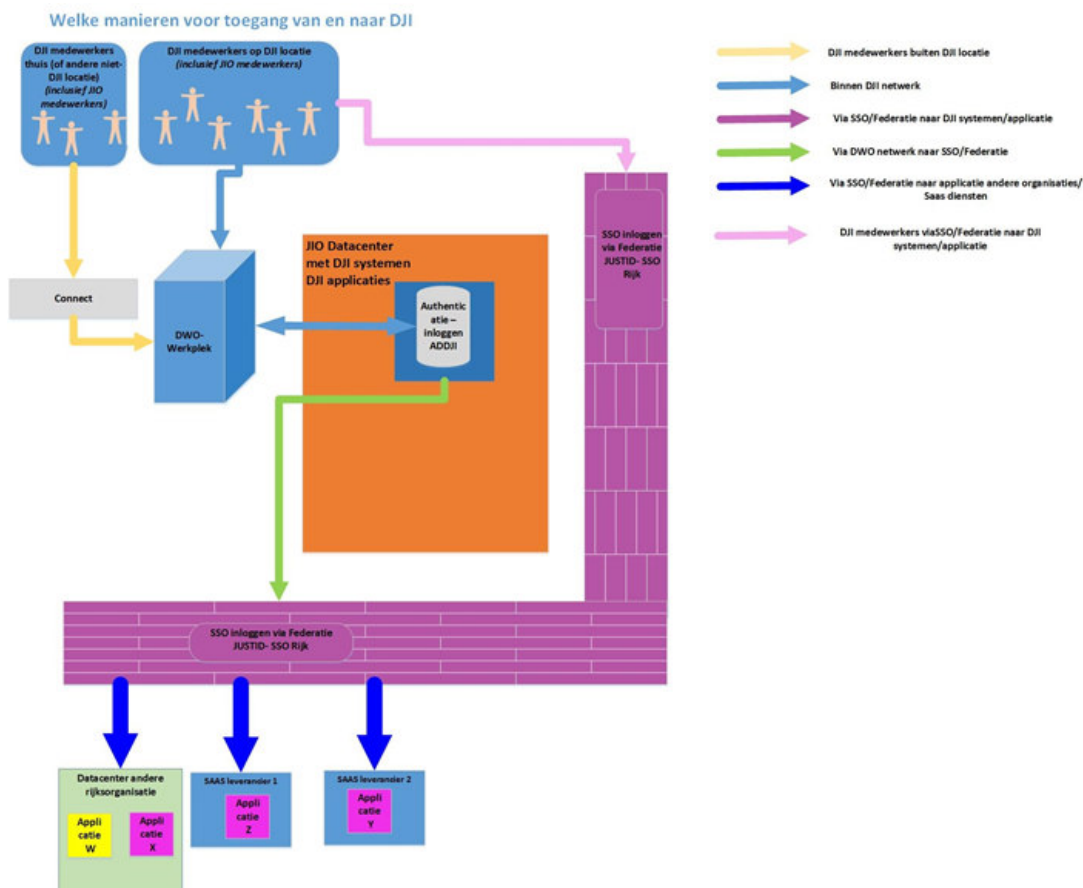 Welke manieren voor toegang van en naar DJI
DJI medewerkers
thuis (of andere niet-
DJI locatie)
(inclusief JIO
medewerkers)
DJI medewerkers op DJI locatie
(inclusief JIO medewerkers)
DJI medewerkers buiten DJI locatie
Binnen DJI netwerk
Via SSO/Federatie naar DJI systemen/applicatie
Via DWO netwerk naar SSO/Federatie
Via SSO/Federatie naar applicatie andere organisaties/
Saas diensten
DJI medewerkers viaSSO/Federatie naar DJI
systemen/applicatie
SSO inloggen
via Federatie
JUSTID- SSO
Rijk
JIO Datacenter
met DJI systemen
DJI applicaties
Connect
DWO-
Werkplek
Authentic
atie –
inloggen
ADDJI
SSO inloggen via Federatie
JUSTID- SSO Rijk
Datacenter andere
rijksorganisatie
Appli
catie
W
Appli
catie
X
SAAS leveransier 1
Appli
catie
Z
SAAS leveransier 2
Appli
catie
Y